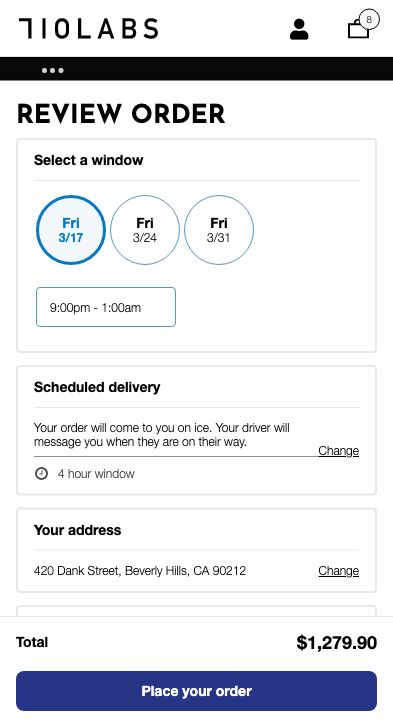 710LABS
8
REVIEW ORDER
Select a window
Fri
3/17
Fri
3/24
Fri
3/31
9:00pm - 1:00am
Scheduled delivery
Your order will come to you on ice. Your driver will
message you when they are on their way.
Change
4 hour window
Your address
420 Dank Street, Beverly Hills, CA 90212
Change
Total
$1,279.90
Place your order